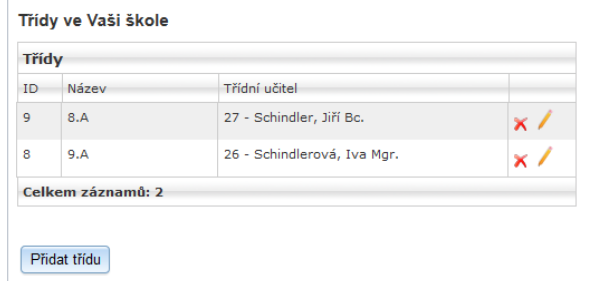 Třídy ve Vaši škole
Třídy
ID Název Třídní učitel
9 8.A 27 - Schindler, Jiří Bc.
8 9.A 26 - Schindlerová, Iva Mgr.
Celkem záznamů: 2
Přidat třídu